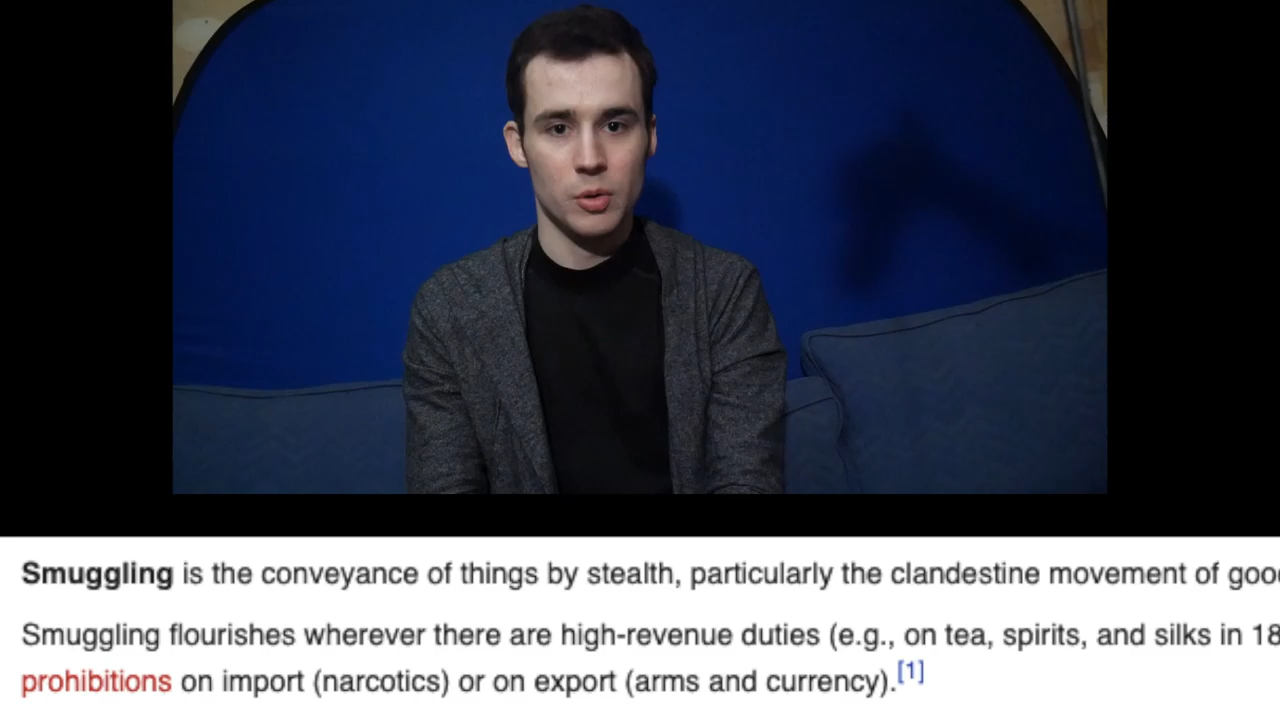 Smuggling is the conveyance of things by stealth, particularly the clandestine movement of
Smuggling flourishes wherever there are high-revenue duties (e.g., on tea, spirits, and silks in 18
prohibitions on import (narcotics) or on export (arms and currency).[1]